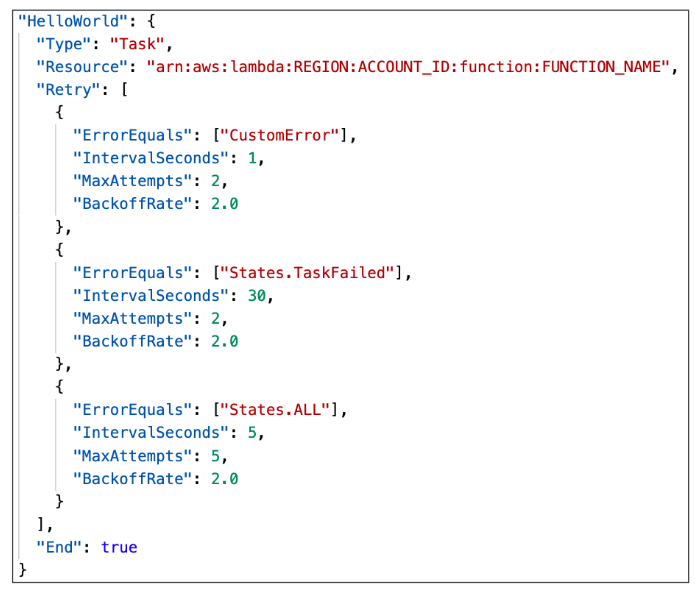 "HelloWorld": {
"Type": "Task",
"Resource": "arn:aws:lambda:REGION:ACCOUNT_ID:function:FUNCTION_NAME",
"Retry": [
{
"ErrorEquals": ["CustomError"],
"IntervalSeconds": 1,
"MaxAttempts": 2,
"BackoffRate": 2.0
},
{
"ErrorEquals": ["States.TaskFailed"],
"IntervalSeconds": 30,
"MaxAttempts": 2,
"BackoffRate": 2.0
},
{
"ErrorEquals": ["States.ALL"],
"IntervalSeconds": 5,
"MaxAttempts": 5,
"BackoffRate": 2.0
}
],
"End": true
}